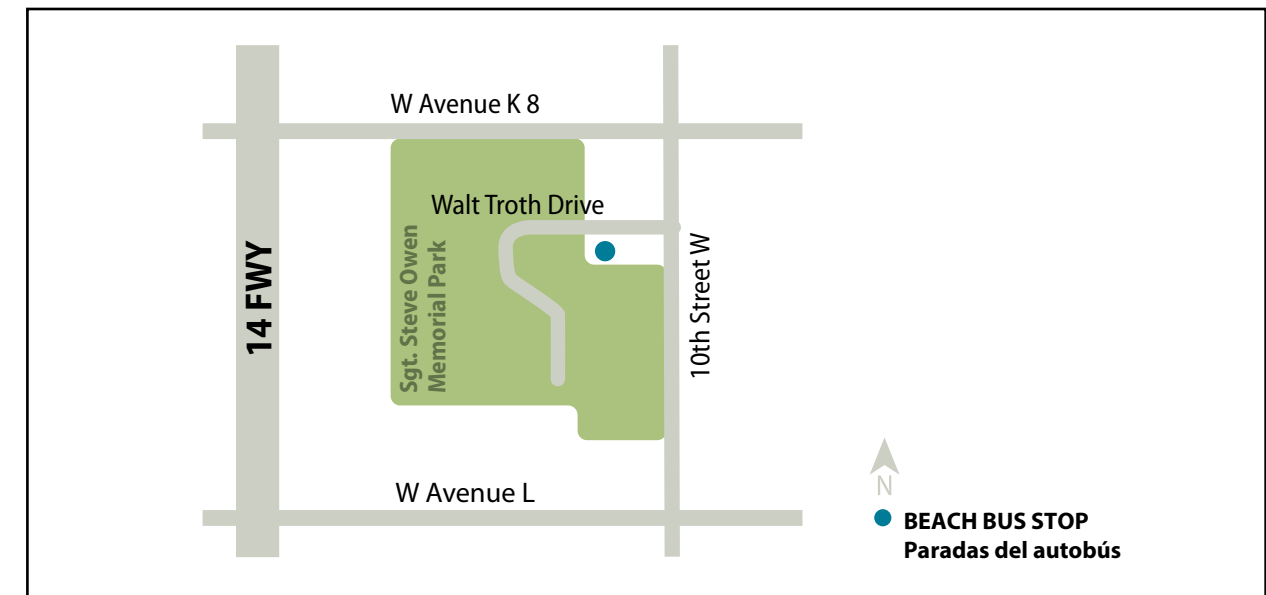 W Avenue K 8
Walt Troth Drive
Sgt. Steve Owen
Memorial Park
14 FWY
10th Street W
W Avenue L
N
BEACH BUS STOP
Paradas del autobús